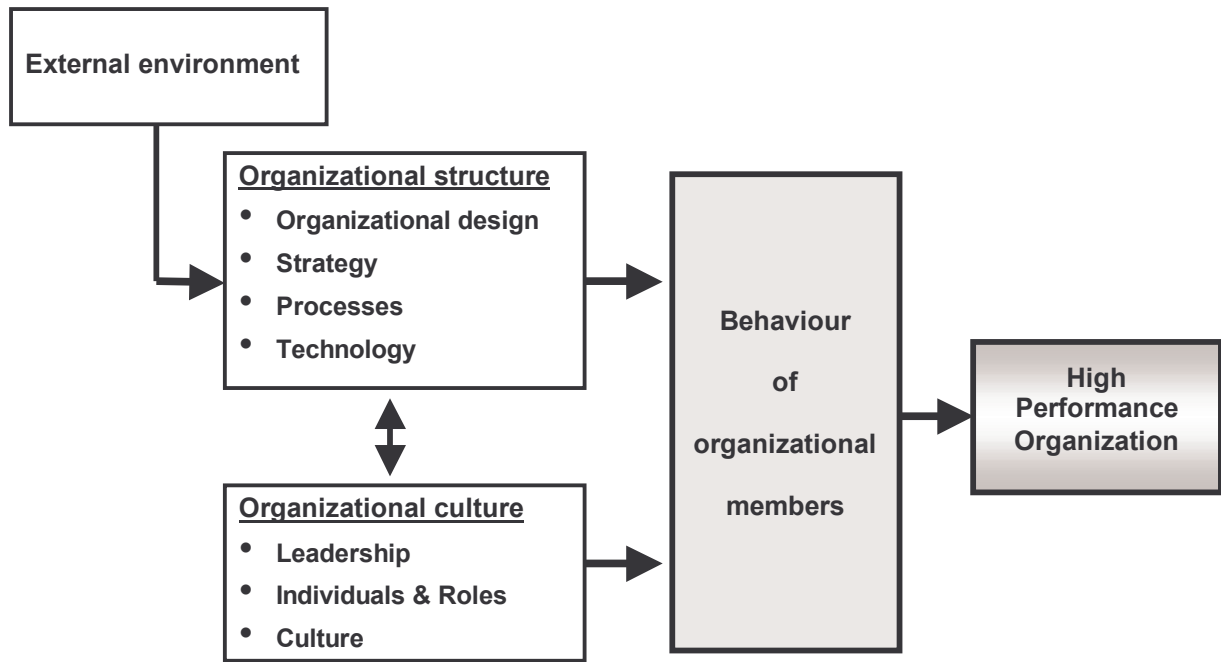 External environment
Organizational structure
• Organizational design
• Strategy
• Processes
• Technology
Organizational culture
• Leadership
• Individuals & Roles
• Culture
Behaviour
of
organizational
members
High
Performance
Organization